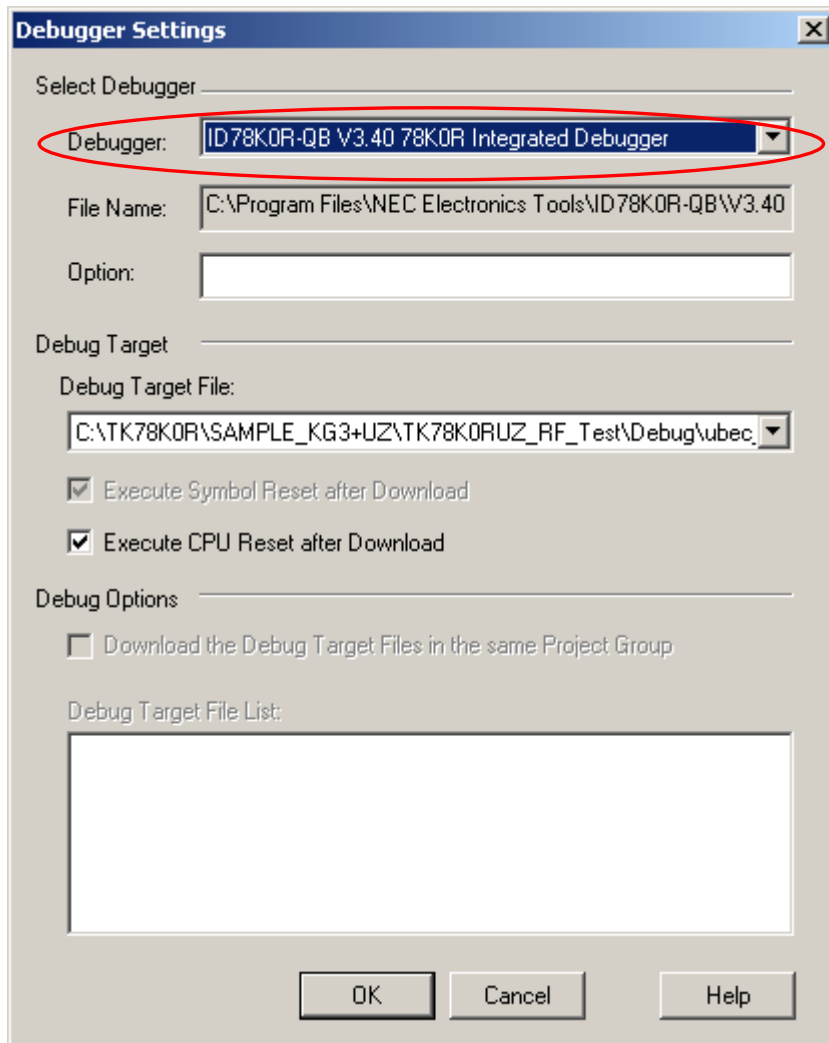 Debugger Settings
Select Debugger
Debugger: ID78K0R-QB V3.40 78K0R Integrated Debugger
File Name: C:\Program Files\NEC Electronics Tools\ID78K0R-QB\V3.40
Option:
Debug Target
Debug Target File:
C:\TK78K0R\SAMPLE_KG3+UZ\TK78K0RUZ_RF_Test\Debug\ubec_
Execute Symbol Reset after Download
Execute CPU Reset after Download
Debug Options
Download the Debug Target Files in the same Project Group
Debug Target File List:
OK Cancel Help